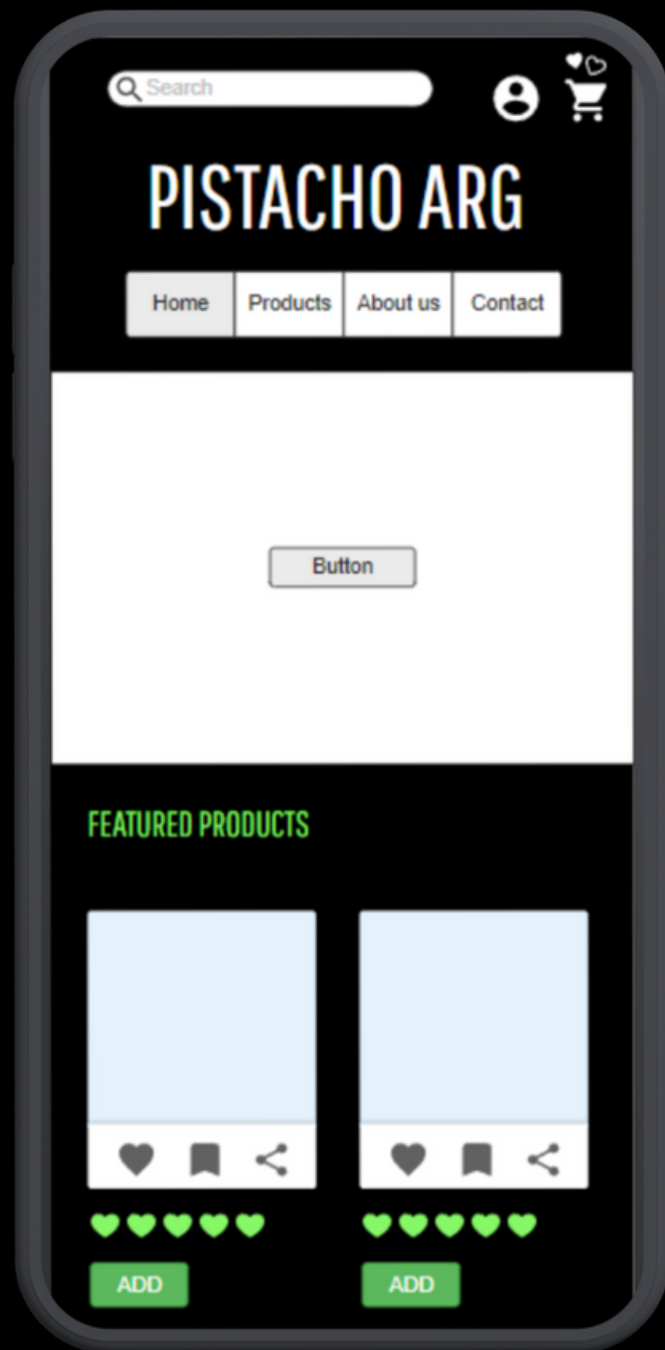 Search
PISTACHO ARG
Home Products About us Contact
Button
FEATURED PRODUCTS
ADD ADD